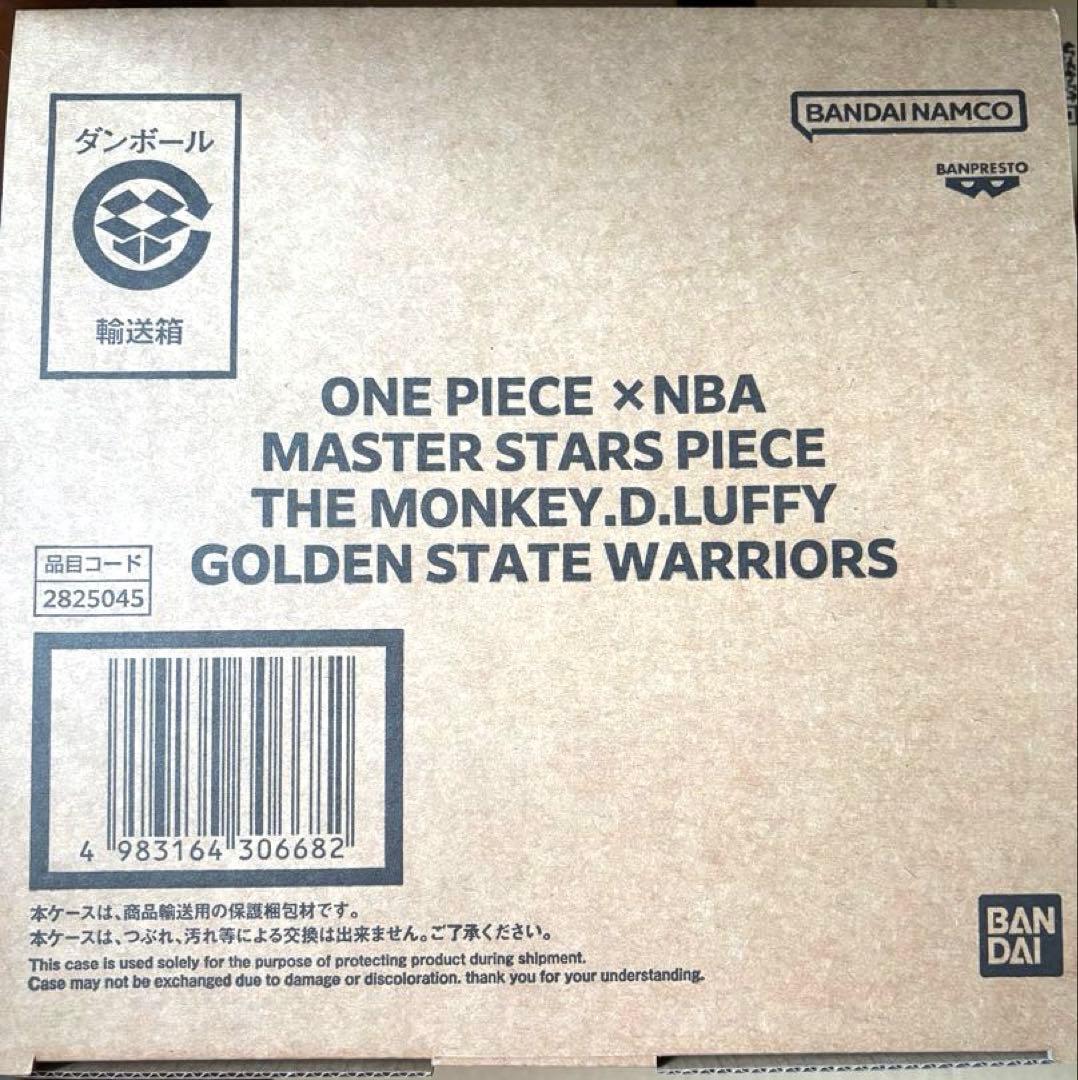 ダンボール
輸送箱
BANDAI NAMCO
BANPRESTO
ONE PIECE ×NBA
MASTER STARS PIECE
THE MONKEY.D.LUFFY
GOLDEN STATE WARRIORS
品目コード
2825045
4 983164 306682
本ケースは、商品輸送用の保護梱包材です。
本ケースは、つぶれ、汚れ等による交換は出来ません。ご了承ください。
This case is used solely for the purpose of protecting product during shipment.
Case may not be exchanged due to damage or discoloration. thank you for your understanding.
BAN
DAI